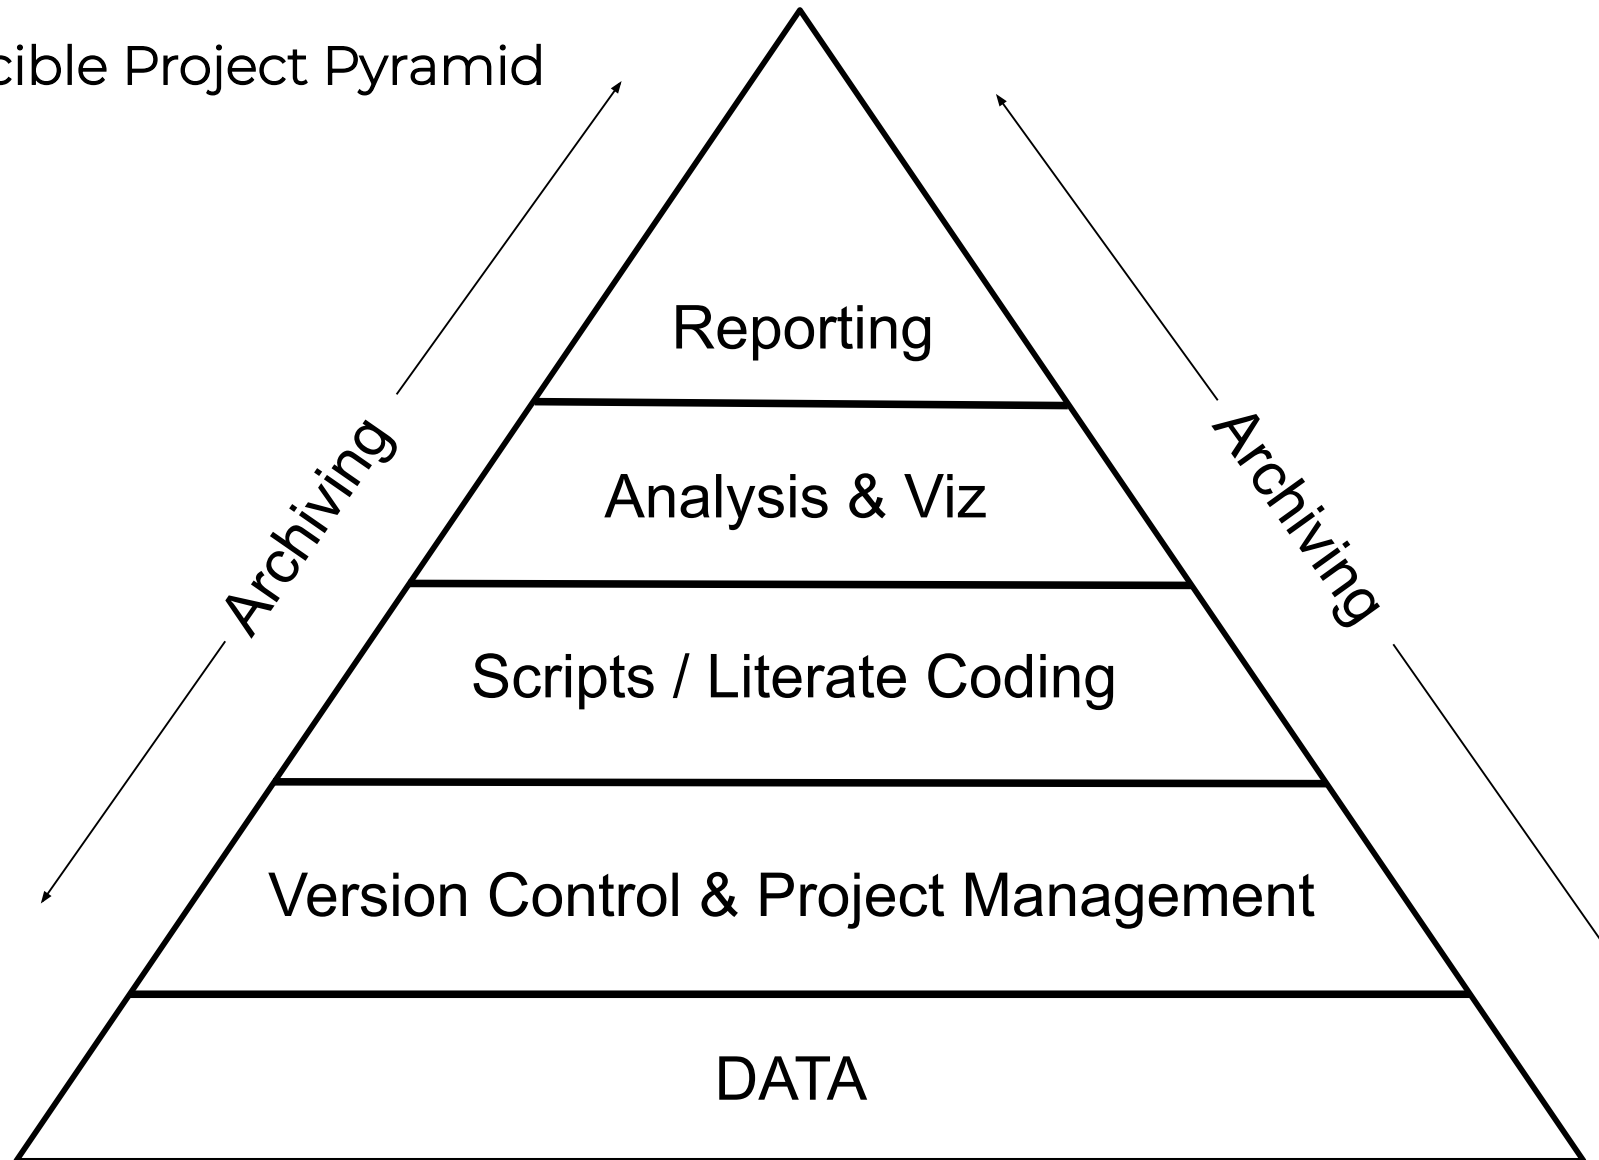 cible Project Pyramid
Reporting
Analysis & Viz
Archiving
Archiving
Scripts / Literate Coding
Version Control & Project Management
DATA